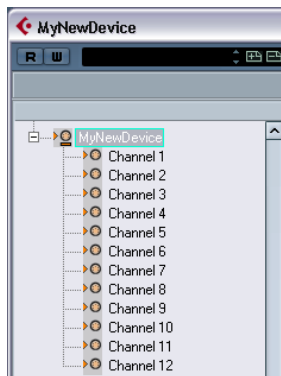 MyNewDevice
R W
MyNewDevice
Channel 1
Channel 2
Channel 3
Channel 4
Channel 5
Channel 6
Channel 7
Channel 8
Channel 9
Channel 10
Channel 11
Channel 12